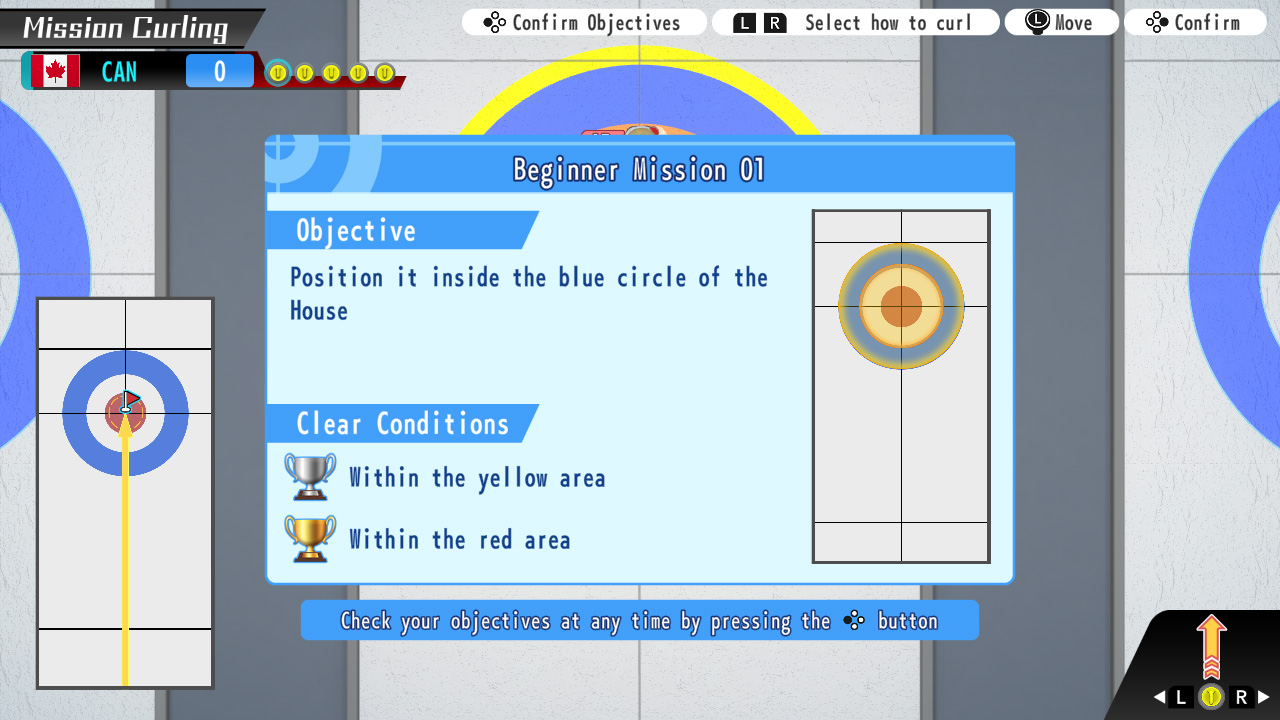 Mission Curling
Confirm Objectives
L R Select how to curl
L Move
Confirm
CAN 0
Beginner Mission 01
Objective
Position it inside the blue circle of the
House
Clear Conditions
Within the yellow area
Within the red area
Check your objectives at any time by pressing the button
L R